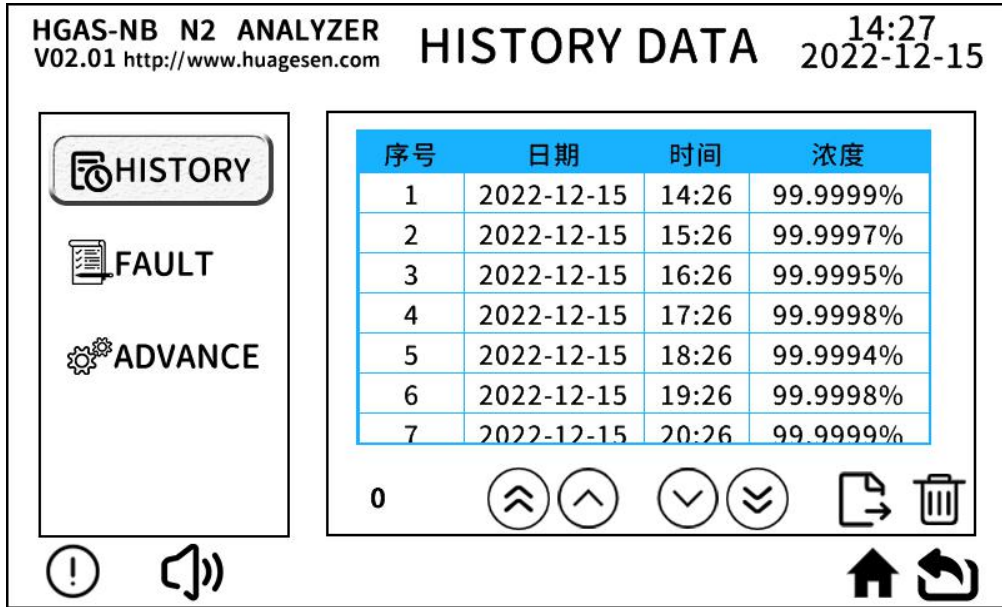 HGAS-NB N2 ANALYZER
V02.01 http://www.huagesen.com
HISTORY DATA
14:27
2022-12-15
HISTORY
FAULT
ADVANCE
序号 日期 时间 浓度
1 2022-12-15 14:26 99.9999%
2 2022-12-15 15:26 99.9997%
3 2022-12-15 16:26 99.9995%
4 2022-12-15 17:26 99.9998%
5 2022-12-15 18:26 99.9994%
6 2022-12-15 19:26 99.9998%
7 2022-12-15 20:26 99.9999%
0